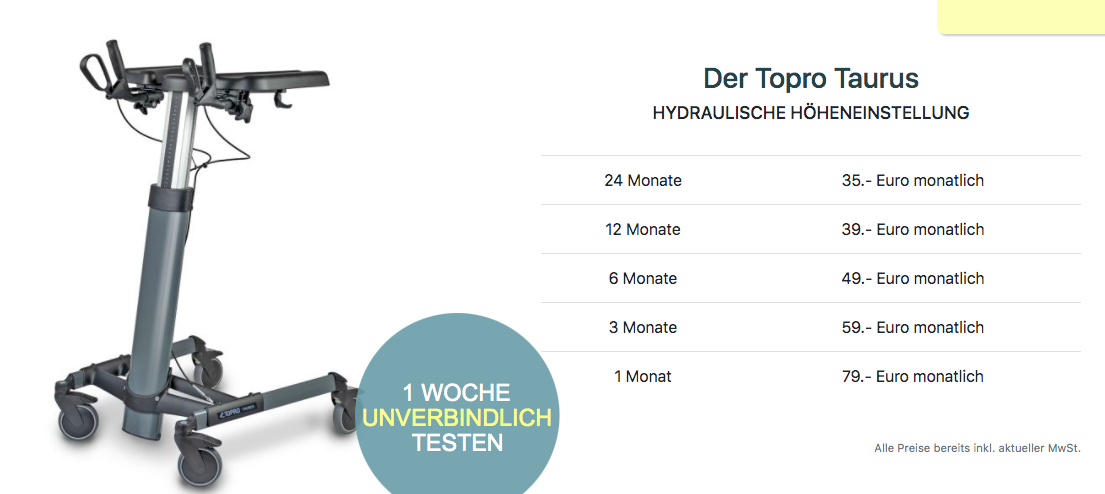 Der Topro Taurus
HYDRAULISCHE HÖHENEINSTELLUNG
24 Monate 35.- Euro monatlich
12 Monate 39.- Euro monatlich
6 Monate 49.- Euro monatlich
3 Monate 59.- Euro monatlich
1 Monat 79.- Euro monatlich
Alle Preise bereits inkl. aktueller MwSt.
1 WOCHE
UNVERBINDLICH
TESTEN
TOPRO